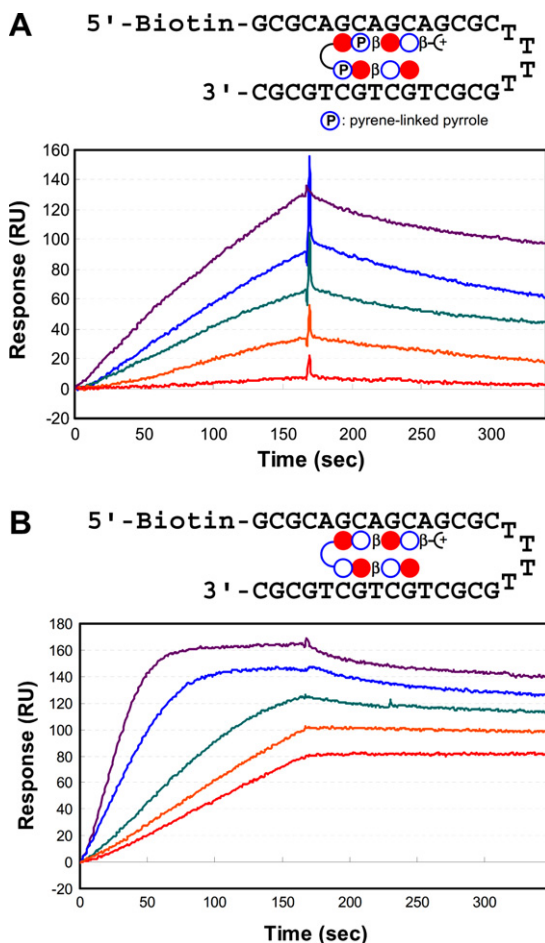 A
5'-Biotin-GCGCAGCAGCAGCGC
T
T
T
T
P β β +
P β
3'-CGCGTCGTCGTCGCG
P : pyrene-linked pyrrole
160
140
120
100
80
60
40
20
0
-20
Response (RU)
0 50 100 150 200 250 300
Time (sec)
B
5'-Biotin-GCGCAGCAGCAGCGC
T
T
T
T
β β +
β
3'-CGCGTCGTCGTCGCG
180
160
140
120
100
80
60
40
20
0
-20
Response (RU)
0 50 100 150 200 250 300
Time (sec)